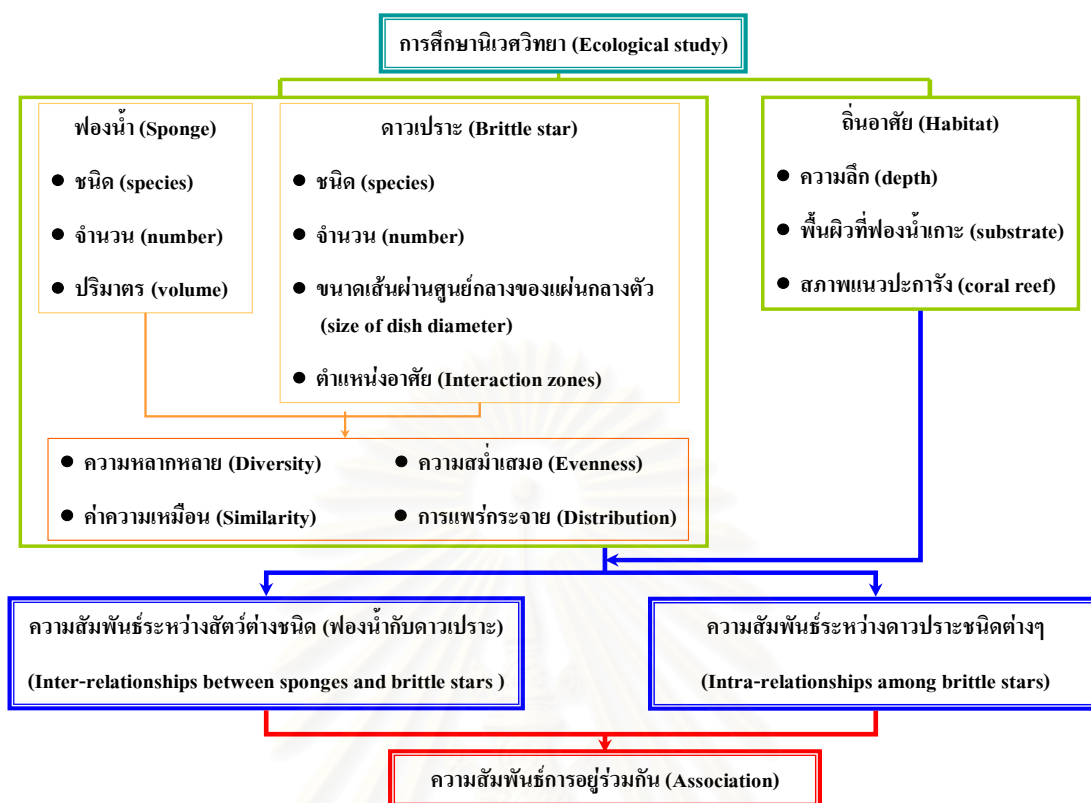 การศึกษานิเวศวิทยา (Ecological study)
ฟองน้ำ (Sponge)
● ชนิด (species)
● จำนวน (number)
● ปริมาตร (volume)
ดาวเปราะ (Brittle star)
● ชนิด (species)
● จำนวน (number)
● ขนาดเส้นผ่านศูนย์กลางของแผ่นกลางตัว
(size of dish diameter)
● ตำแหน่งอาศัย (Interaction zones)
ถิ่นอาศัย (Habitat)
● ความลึก (depth)
● พื้นผิวที่ฟองน้ำเกาะ (substrate)
● สภาพแนวปะการัง (coral reef)
● ความหลากหลาย (Diversity)
● ความสม่ำเสมอ (Evenness)
● ค่าความเหมือน (Similarity)
● การแพร่กระจาย (Distribution)
ความสัมพันธ์ระหว่างสัตว์ต่างชนิด (ฟองน้ำกับดาวเปราะ)
(Inter-relationships between sponges and brittle stars )
ความสัมพันธ์ระหว่างดาวปราะชนิดต่างๆ
(Intra-relationships among brittle stars)
ความสัมพันธ์การอยู่ร่วมกัน (Association)